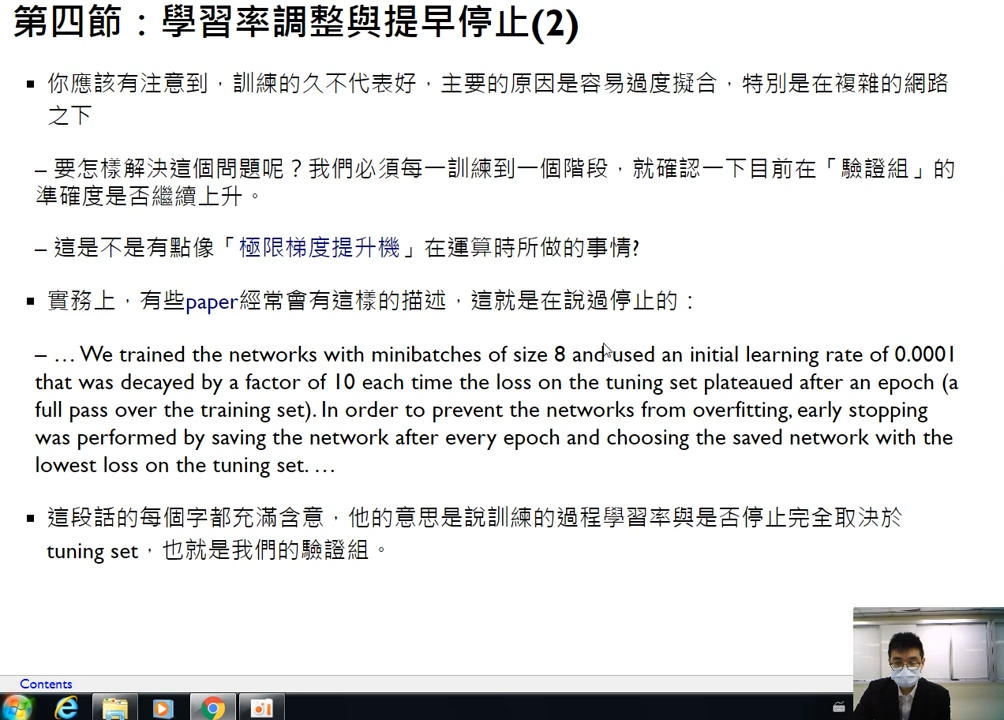 第四節：學習率調整與提早停止(2)
▪ 你應該有注意到，訓練的久不代表好，主要的原因是容易過度擬合，特別是在複雜的網路
之下
– 要怎樣解決這個問題呢？我們必須每一訓練到一個階段，就確認一下目前在「驗證組」的
準確度是否繼續上升。
– 這是不是有點像「極限梯度提升機」在運算時所做的事情?
▪ 實務上，有些paper經常會有這樣的描述，這就是在說過停止的：
– … We trained the networks with minibatches of size 8 and used an initial learning rate of 0.0001
that was decayed by a factor of 10 each time the loss on the tuning set plateaued after an epoch (a
full pass over the training set). In order to prevent the networks from overfitting, early stopping
was performed by saving the network after every epoch and choosing the saved network with the
lowest loss on the tuning set. …
▪ 這段話的每個字都充滿含意，他的意思是說訓練的過程學習率與是否停止完全取決於
tuning set，也就是我們的驗證組。
Contents